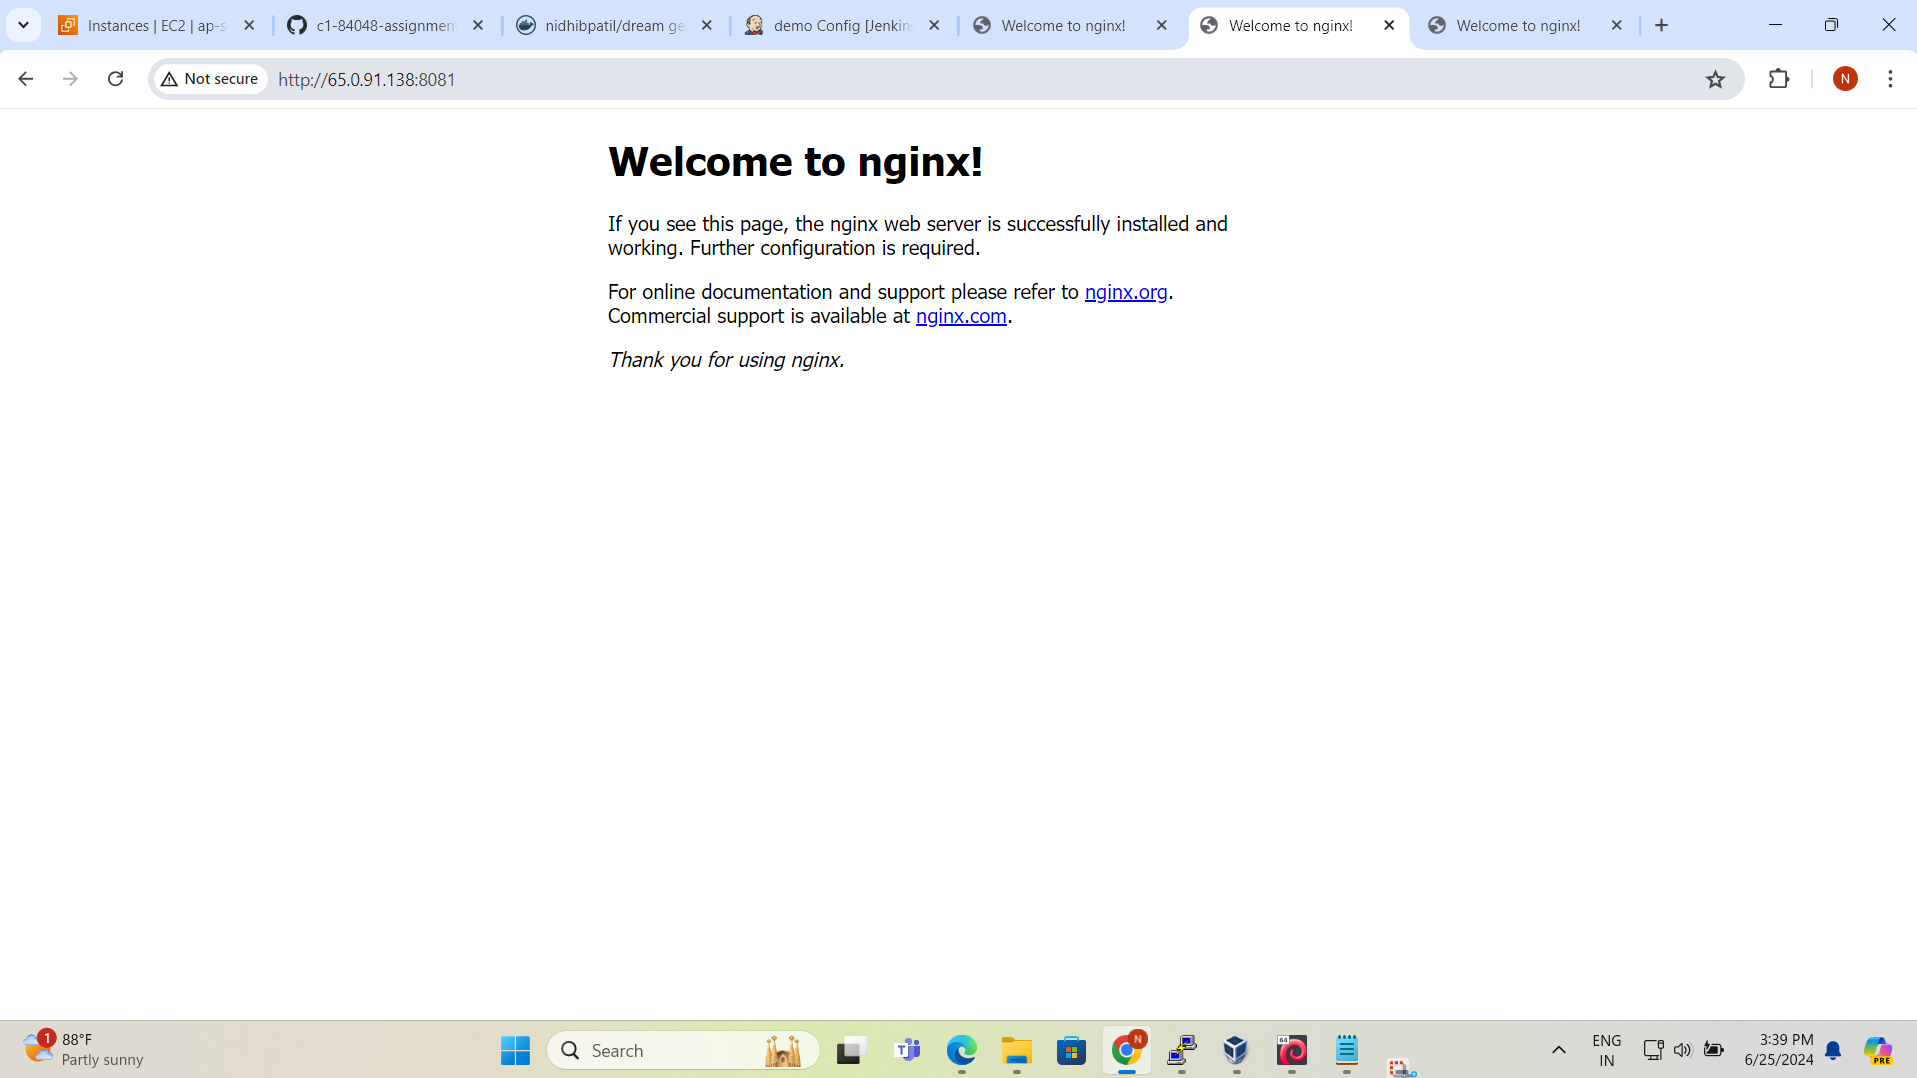 Instances | EC2 | ap-s
c1-84048-assignment
nidhibpatil/dream ge
demo Config [Jenkins
Welcome to nginx!
Welcome to nginx!
Welcome to nginx!
Not secure
http://65.0.91.138:8081
N
Welcome to nginx!
If you see this page, the nginx web server is successfully installed and
working. Further configuration is required.
For online documentation and support please refer to nginx.org.
Commercial support is available at nginx.com.
Thank you for using nginx.
1
88°F
Partly sunny
Search
N
64
ENG
IN
3:39 PM
6/25/2024
PRE